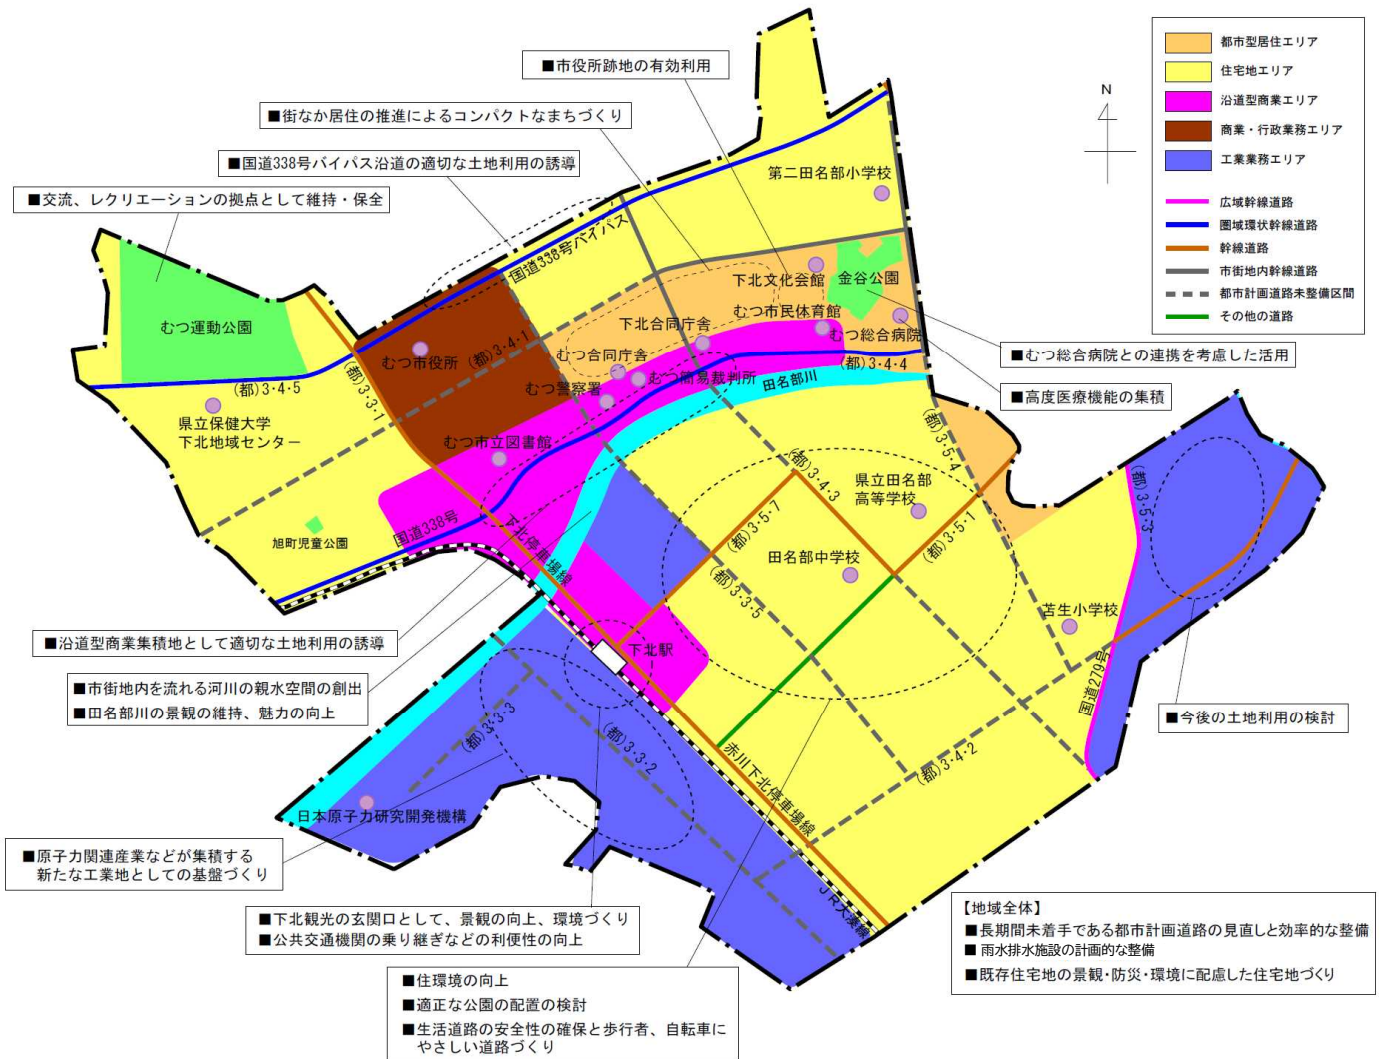 ■市役所跡地の有効利用
■街なか居住の推進によるコンパクトなまちづくり
■国道338号バイパス沿道の適切な土地利用の誘導
■交流、レクリエーションの拠点として維持・保全
都市型居住エリア
住宅地エリア
沿道型商業エリア
商業・行政業務エリア
工業業務エリア
広域幹線道路
圏域環状幹線道路
幹線道路
市街地内幹線道路
都市計画道路未整備区間
その他の道路
N
第二田名部小学校
国道338号バイパス
下北文化会館
金谷公園
むつ運動公園
むつ市役所
(都)3・4・1
下北合同庁舎
むつ市民体育館
むつ総合病院
むつ合同庁舎
(都)3・4・4
(都)3・4・5
(都)3・3・1
むつ警察署
むつ簡易裁判所
田名部川
■むつ総合病院との連携を考慮した活用
■高度医療機能の集積
県立保健大学
下北地域センター
むつ市立図書館
(都)3・5・4
(都)3・4・3
県立田名部
高等学校
(都)3・5・3
国道338号
下北停車場線
(都)3・5・7
(都)3・5・1
旭町児童公園
田名部中学校
(都)3・3・5
苫生小学校
■沿道型商業集積地として適切な土地利用の誘導
下北駅
国道279号
■市街地内を流れる河川の親水空間の創出
■田名部川の景観の維持、魅力の向上
■今後の土地利用の検討
(都)3・3・3
(都)3・3・2
赤川下北停車場線
(都)3・4・2
日本原子力研究開発機構
■原子力関連産業などが集積する
新たな工業地としての基盤づくり
JR大湊線
■下北観光の玄関口として、景観の向上、環境づくり
■公共交通機関の乗り継ぎなどの利便性の向上
【地域全体】
■長期間未着手である都市計画道路の見直しと効率的な整備
■雨水排水施設の計画的な整備
■既存住宅地の景観・防災・環境に配慮した住宅地づくり
■住環境の向上
■適正な公園の配置の検討
■生活道路の安全性の確保と歩行者、自転車に
やさしい道路づくり